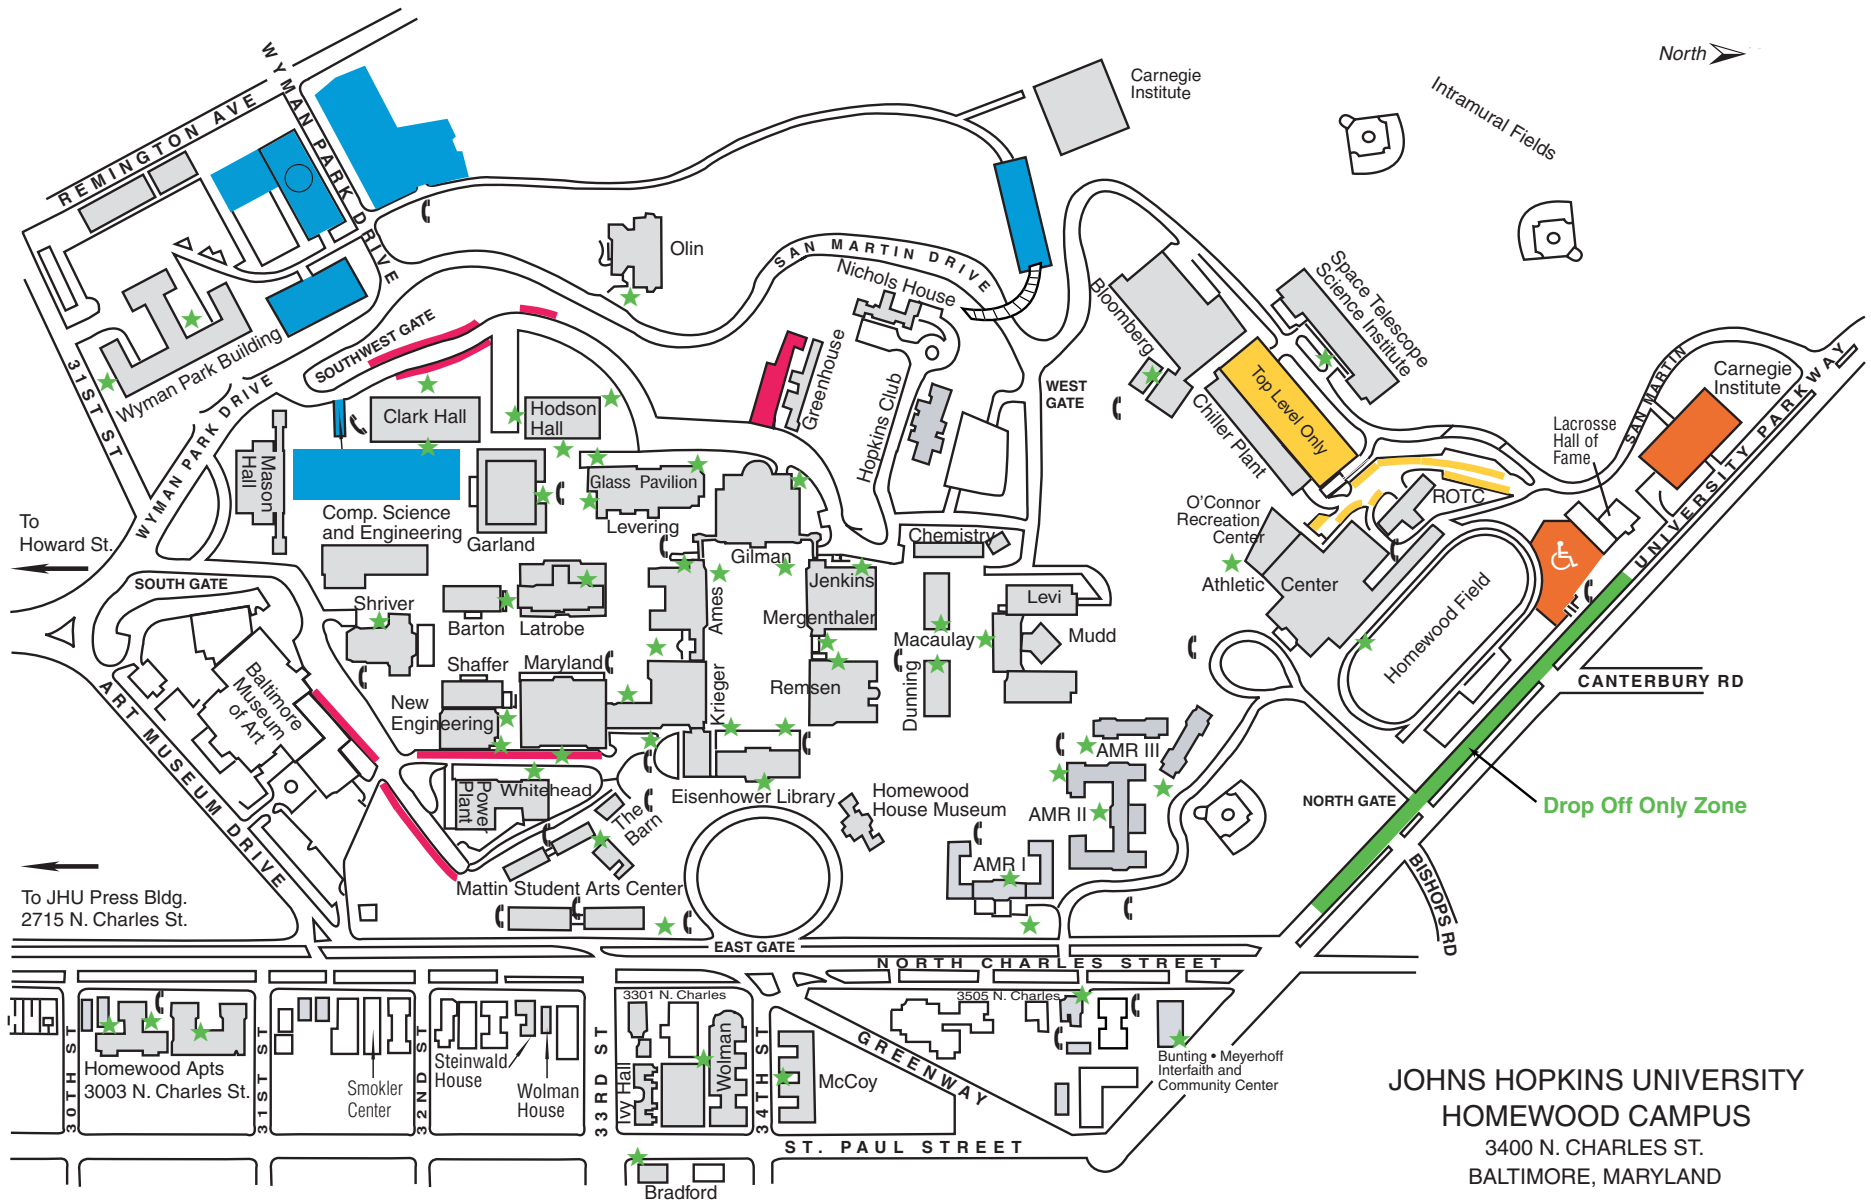 North
Intramural Fields
Carnegie
Institute
WYMAN PARK DRIVE
REMINGTON AVE
Olin
SAN MARTIN DRIVE
Nichols House
Space Telescope
Science Institute
Bloomberg
SOUTHWEST GATE
Wyman Park Building
31ST ST
WYMAN PARK DRIVE
Greenhouse
Hopkins Club
WEST
GATE
Top Level Only
Chiller Plant
SAN MARTIN
Carnegie
Institute
UNIVERSITY PARKWAY
Lacrosse
Hall of
Fame
Clark Hall
Hodson
Hall
Mason
Hall
Glass Pavilion
Levering
Comp. Science
and Engineering
Garland
Gilman
Chemistry
O'Connor
Recreation
Center
ROTC
Athletic
Center
Homewood Field
To
Howard St.
SOUTH GATE
Shriver
Barton
Latrobe
Ames
Jenkins
Mergenthaler
Macaulay
Levi
Mudd
Baltimore
Museum
of Art
Shaffer
Maryland
New
Engineering
Krieger
Remsen
Dunning
CANTERBURY RD
ART MUSEUM DRIVE
AMR III
Power
Plant
Whitehead
The
Barn
Eisenhower Library
Homewood
House Museum
AMR II
NORTH GATE
Drop Off Only Zone
AMR I
BISHOPS RD
To JHU Press Bldg.
2715 N. Charles St.
Mattin Student Arts Center
EAST GATE
NORTH CHARLES STREET
3301 N. Charles
3505 N. Charles
30TH ST
Homewood Apts
3003 N. Charles St.
31ST ST
Smokler
Center
32ND ST
Steinwald
House
Wolman
House
33RD ST
Ivy Hall
Wolman
34TH ST
McCoy
GREENWAY
Bunting • Meyerhoff
Interfaith and
Community Center
ST. PAUL STREET
Bradford
JOHNS HOPKINS UNIVERSITY
HOMEWOOD CAMPUS
3400 N. CHARLES ST.
BALTIMORE, MARYLAND